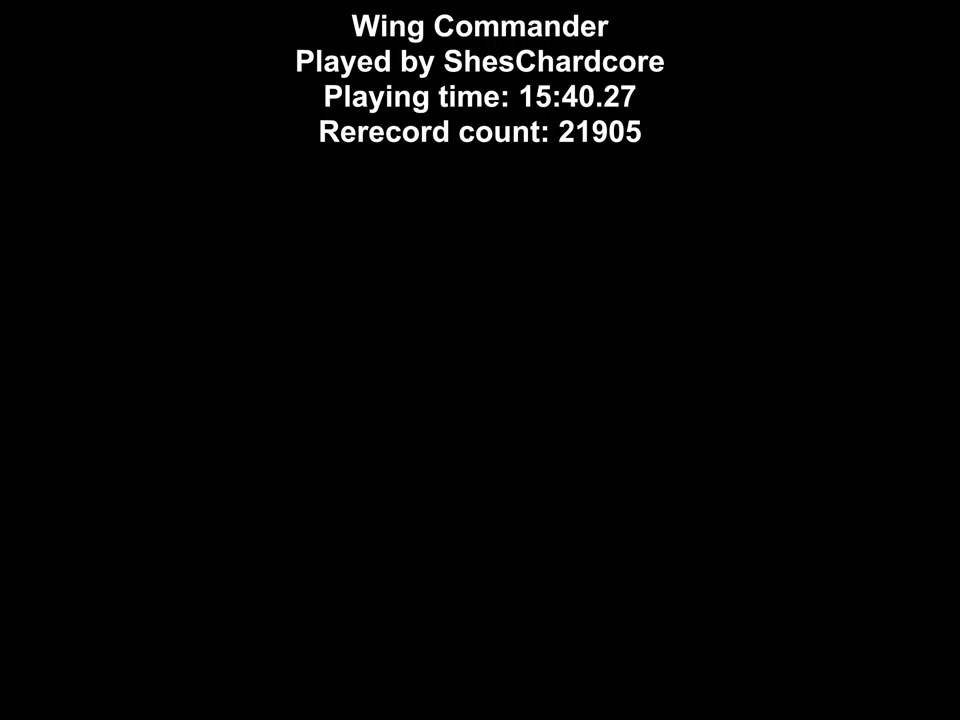 Wing Commander
Played by ShesChardcore
Playing time: 15:40.27
Rerecord count: 21905